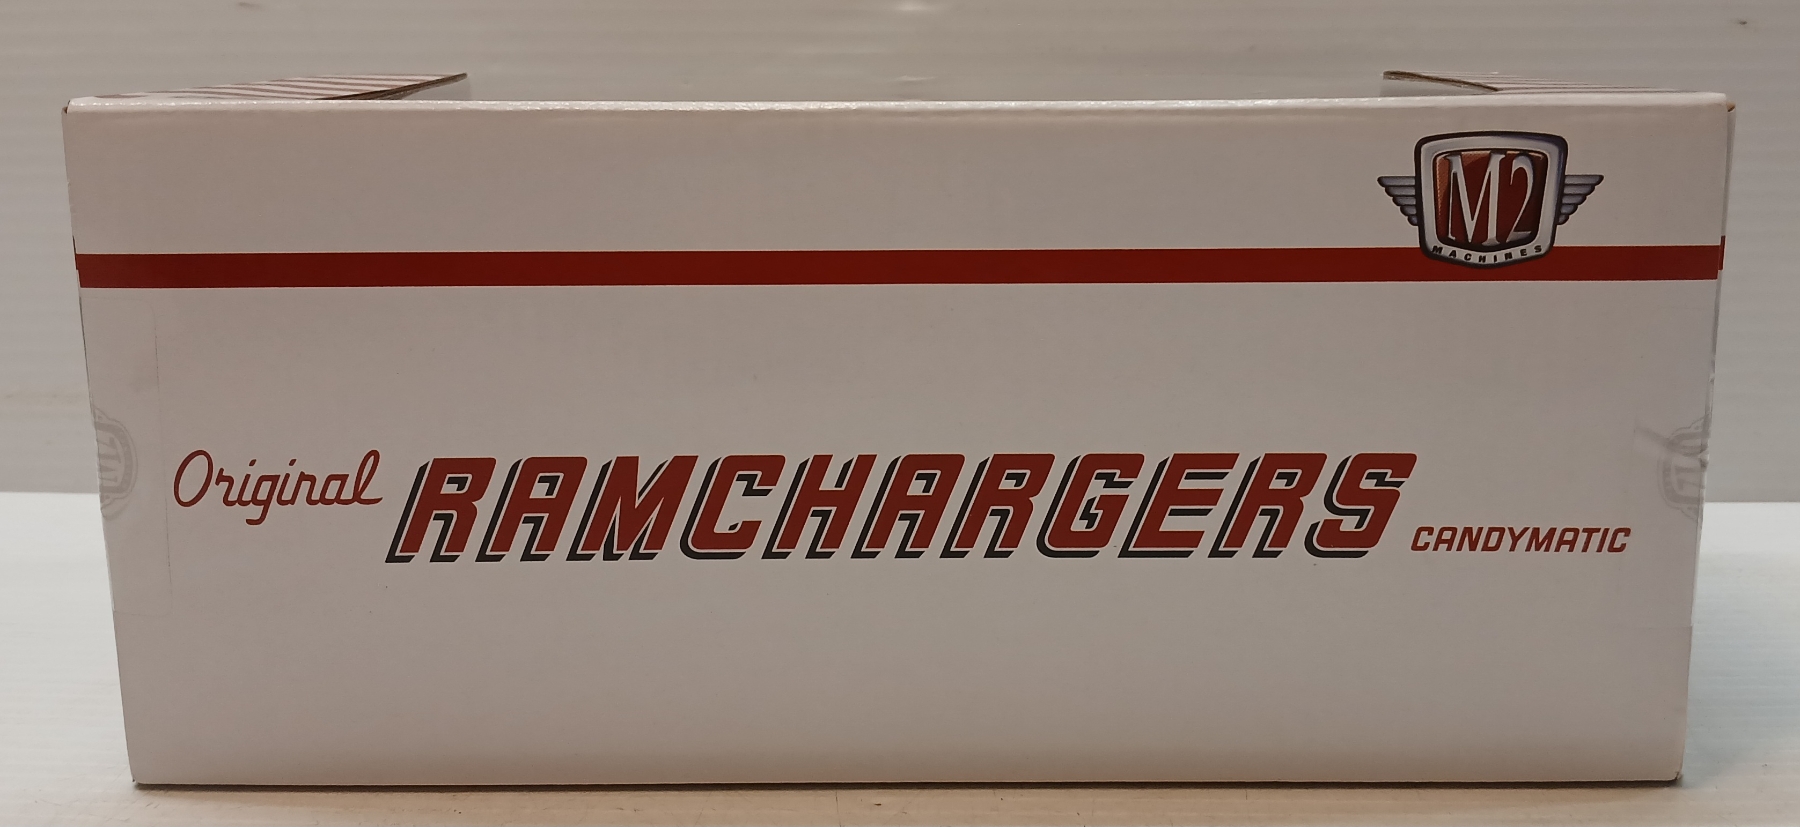 M2
MACHINES
Original RAMCHARGERS CANDYMATIC